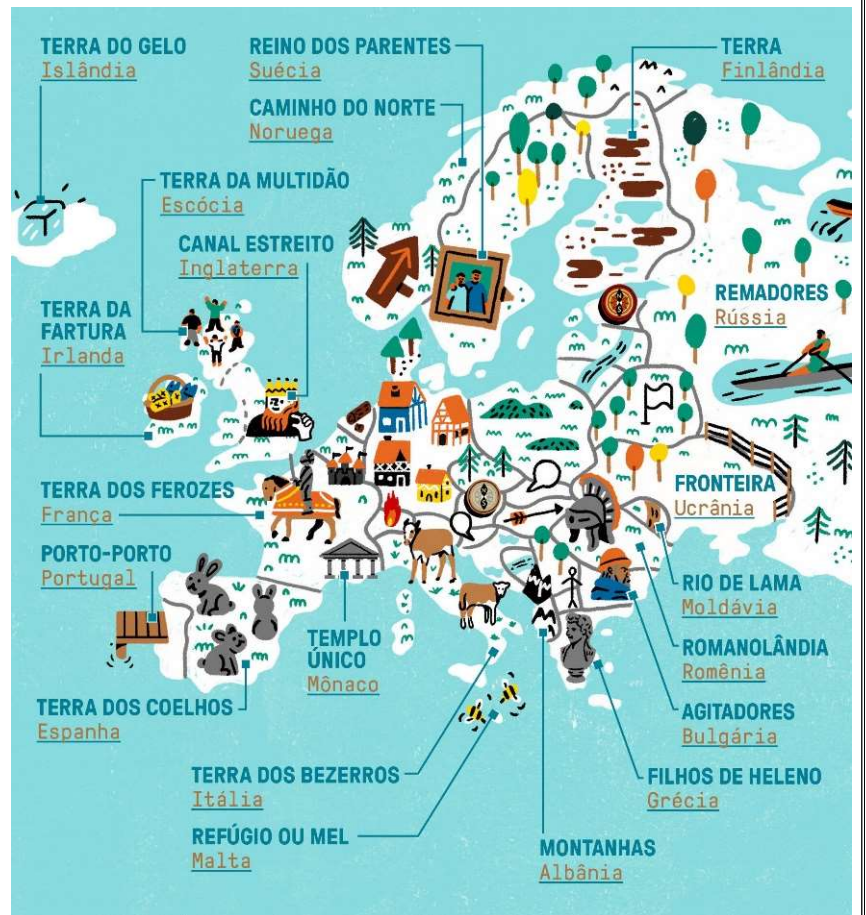 TERRA DO GELO
Islândia
REINO DOS PARENTES
Suécia
TERRA
Finlândia
CAMINHO DO NORTE
Noruega
TERRA DA MULTIDÃO
Escócia
CANAL ESTREITO
Inglaterra
TERRA DA
FARTURA
Irlanda
REMADORES
Rússia
TERRA DOS FEROZES
França
FRONTEIRA
Ucrânia
PORTO-PORTO
Portugal
RIO DE LAMA
Moldávia
TEMPLO
ÚNICO
Mônaco
ROMANOLÂNDIA
Romênia
TERRA DOS COELHOS
Espanha
AGITADORES
Bulgária
TERRA DOS BEZERROS
Itália
FILHOS DE HELENO
Grécia
REFÚGIO OU MEL
Malta
MONTANHAS
Albânia